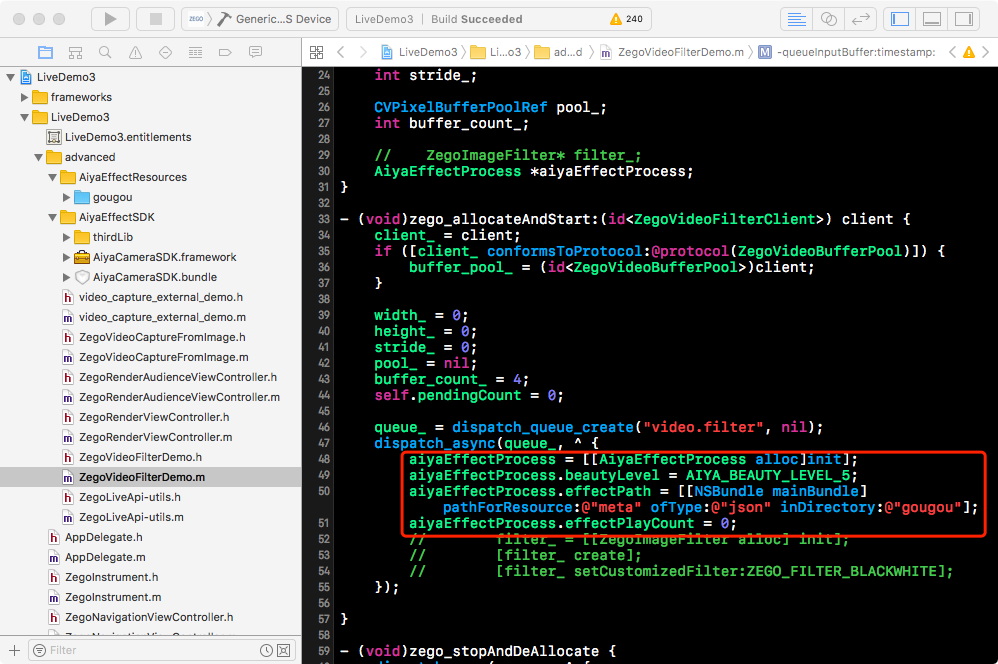 ZEGO
Generic...S Device
LiveDemo3 | Build Succeeded
240
LiveDemo3
Li...o3
ad...d
ZegoVideoFilterDemo.m
M
-queueInputBuffer:timestamp:
LiveDemo3
frameworks
LiveDemo3
LiveDemo3.entitlements
advanced
AiyaEffectResources
gougou
AiyaEffectSDK
thirdLib
AiyaCameraSDK.framework
AiyaCameraSDK.bundle
h video_capture_external_demo.h
m video_capture_external_demo.m
h ZegoVideoCaptureFromImage.h
m ZegoVideoCaptureFromImage.m
h ZegoRenderAudienceViewController.h
m ZegoRenderAudienceViewController.m
h ZegoRenderViewController.h
m ZegoRenderViewController.m
h ZegoVideoFilterDemo.h
m ZegoVideoFilterDemo.m
h ZegoLiveApi-utils.h
m ZegoLiveApi-utils.m
h AppDelegate.h
m AppDelegate.m
h ZegoInstrument.h
m ZegoInstrument.m
h ZegoNavigationViewController.h
Filter
24 int stride_;
25
26 CVPixelBufferPoolRef pool_;
27 int buffer_count_;
28
29 // ZegoImageFilter* filter_;
30 AiyaEffectProcess *aiyaEffectProcess;
31 }
32
33 - (void)zego_allocateAndStart:(id<ZegoVideoFilterClient>) client {
34 client_ = client;
35 if ([client_ conformsToProtocol:@protocol(ZegoVideoBufferPool)]) {
36 buffer_pool_ = (id<ZegoVideoBufferPool>)client;
37 }
38
39 width_ = 0;
40 height_ = 0;
41 stride_ = 0;
42 pool_ = nil;
43 buffer_count_ = 4;
44 self.pendingCount = 0;
45
46 queue_ = dispatch_queue_create("video.filter", nil);
47 dispatch_async(queue_, ^ {
48 aiyaEffectProcess = [[AiyaEffectProcess alloc]init];
49 aiyaEffectProcess.beautyLevel = AIYA_BEAUTY_LEVEL_5;
50 aiyaEffectProcess.effectPath = [[NSBundle mainBundle]
pathForResource:@"meta" ofType:@"json" inDirectory:@"gougou"];
51 aiyaEffectProcess.effectPlayCount = 0;
52 // filter_ = [[ZegoImageFilter alloc] init];
53 // [filter_ create];
54 // [filter_ setCustomizedFilter:ZEGO_FILTER_BLACKWHITE];
55 });
56
57 }
58
59 - (void)zego_stopAndDeAllocate {